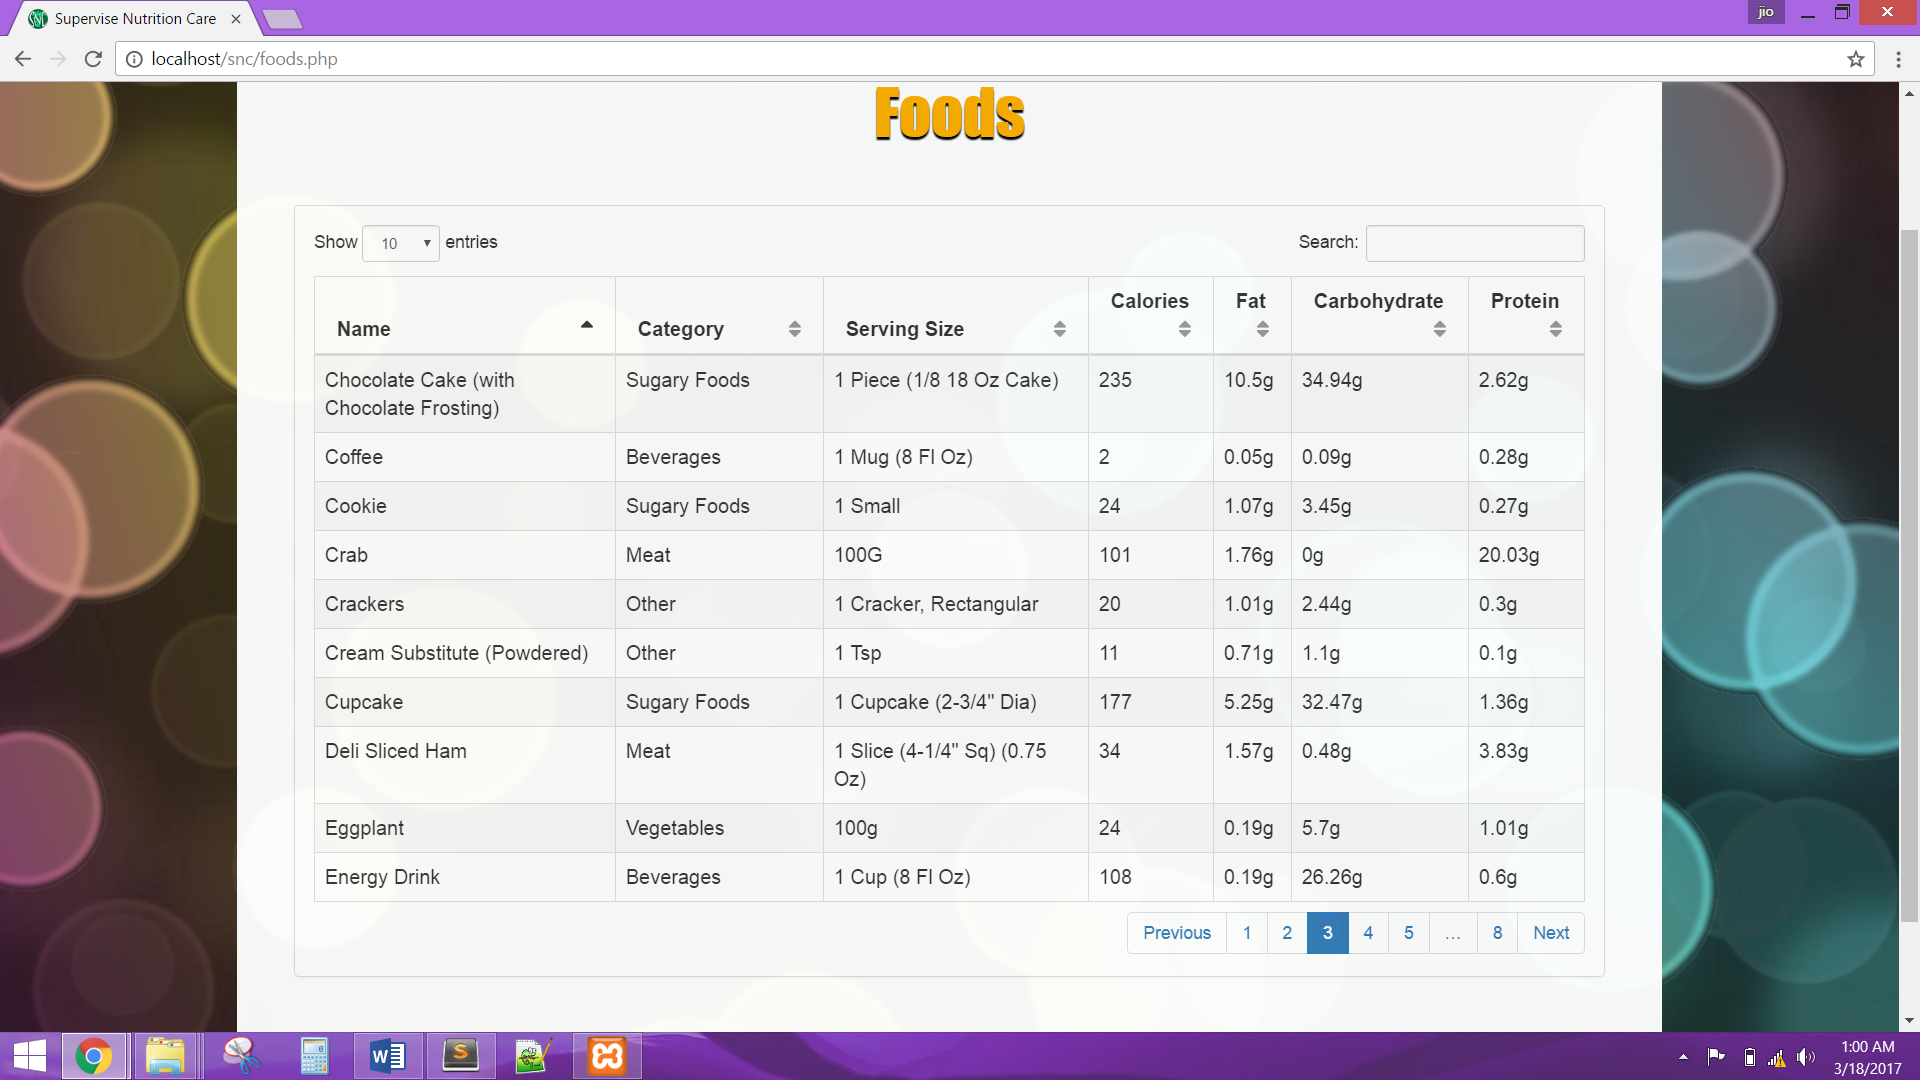 Supervise Nutrition Care
jio
localhost/snc/foods.php
Foods
Show 10 entries
Search:
Name Category Serving Size Calories Fat Carbohydrate Protein
Chocolate Cake (with Chocolate Frosting) Sugary Foods 1 Piece (1/8 18 Oz Cake) 235 10.5g 34.94g 2.62g
Coffee Beverages 1 Mug (8 Fl Oz) 2 0.05g 0.09g 0.28g
Cookie Sugary Foods 1 Small 24 1.07g 3.45g 0.27g
Crab Meat 100G 101 1.76g 0g 20.03g
Crackers Other 1 Cracker, Rectangular 20 1.01g 2.44g 0.3g
Cream Substitute (Powdered) Other 1 Tsp 11 0.71g 1.1g 0.1g
Cupcake Sugary Foods 1 Cupcake (2-3/4" Dia) 177 5.25g 32.47g 1.36g
Deli Sliced Ham Meat 1 Slice (4-1/4" Sq) (0.75 Oz) 34 1.57g 0.48g 3.83g
Eggplant Vegetables 100g 24 0.19g 5.7g 1.01g
Energy Drink Beverages 1 Cup (8 Fl Oz) 108 0.19g 26.26g 0.6g
Previous 1 2 3 4 5 … 8 Next
1:00 AM
3/18/2017